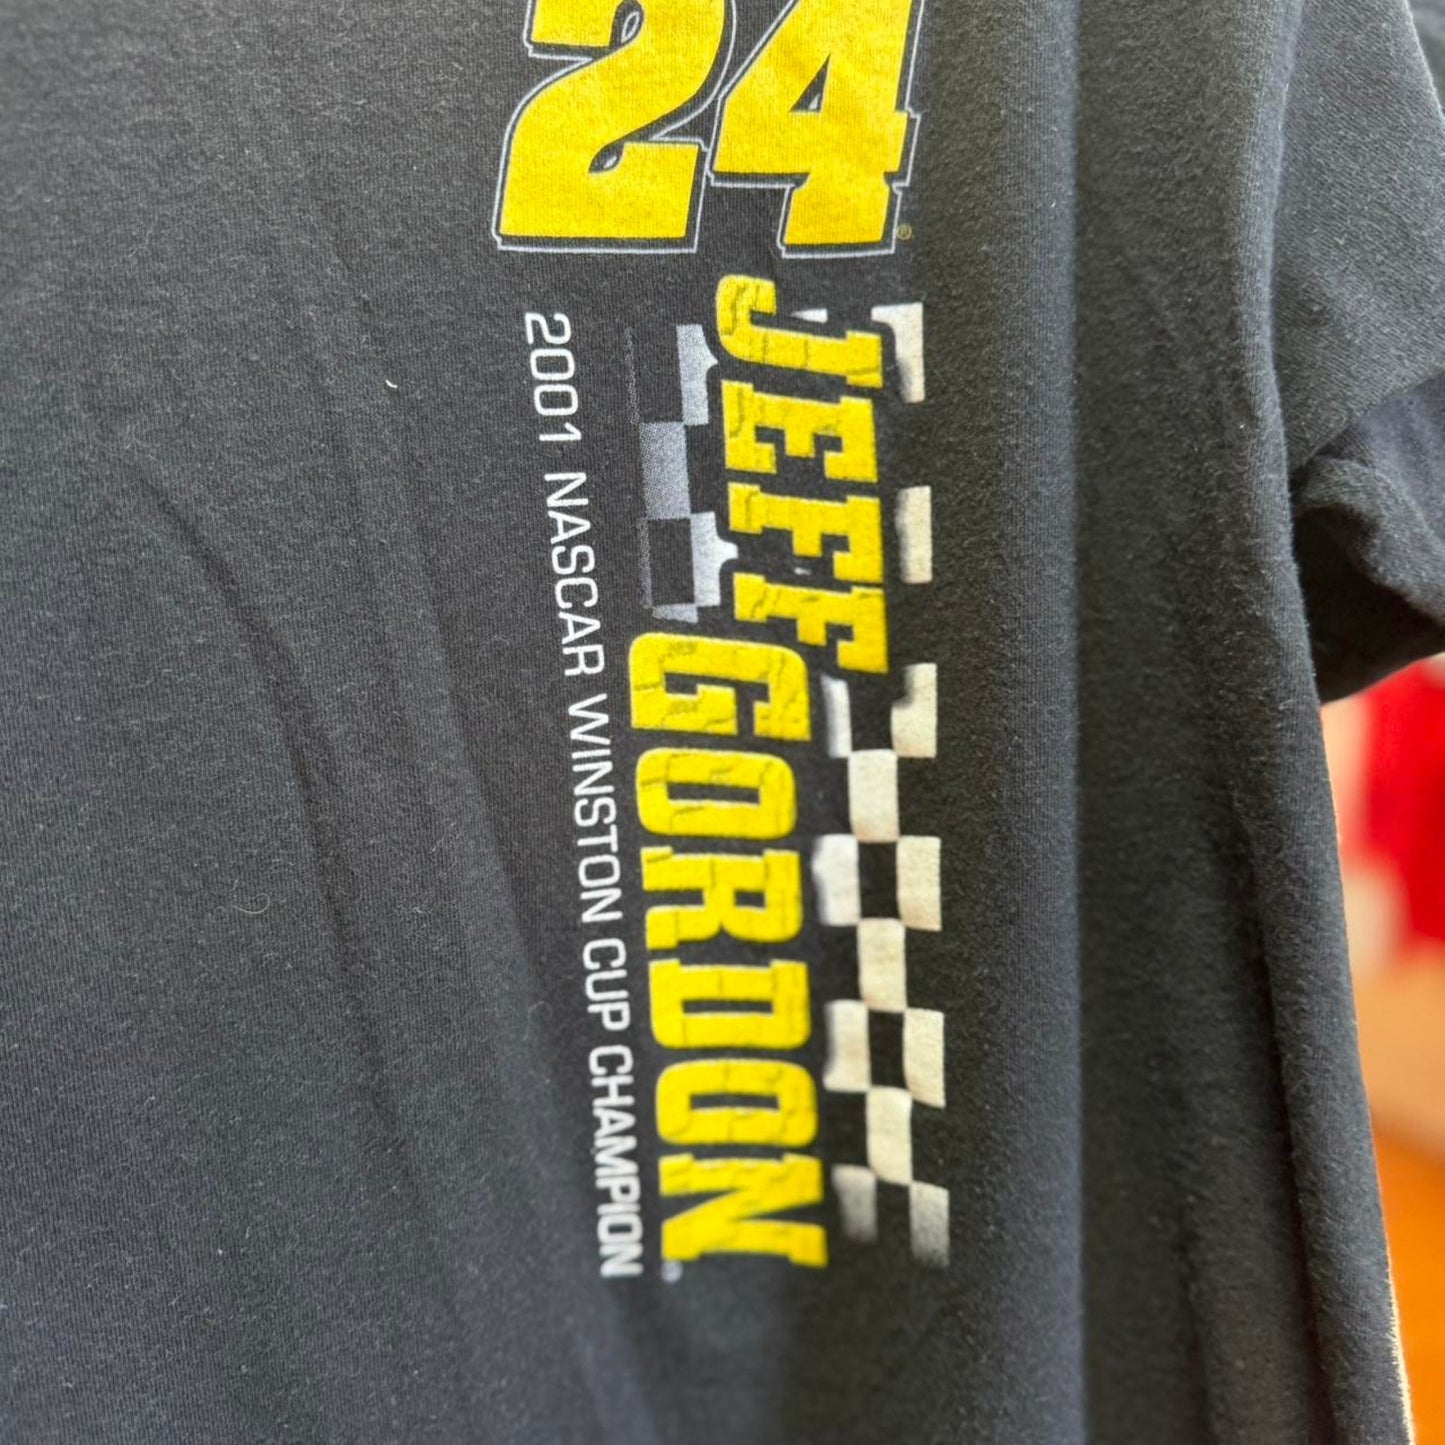 24®
JEFF
GORDON®
2001 NASCAR WINSTON CUP CHAMPION